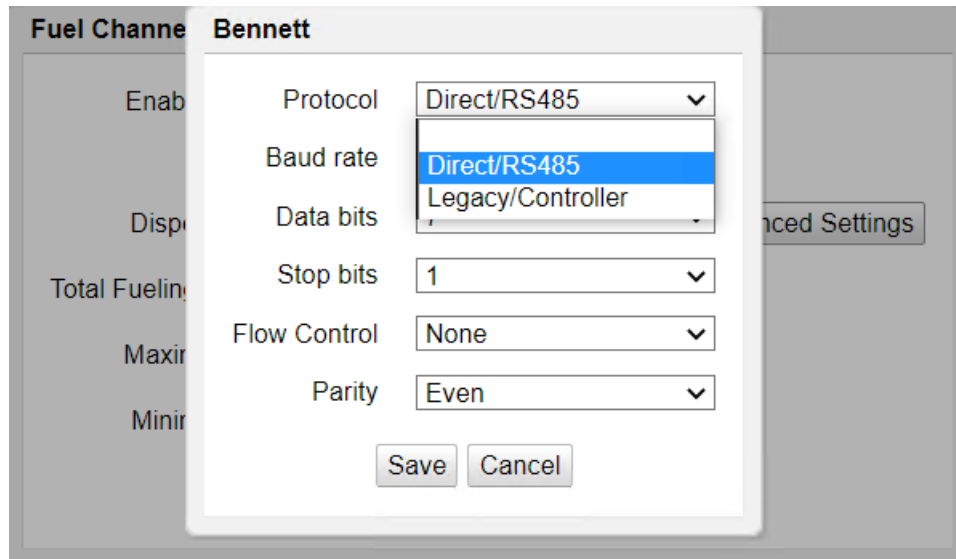 Fuel Channe
Bennett
Enab
Protocol
Direct/RS485
Baud rate
Direct/RS485
Legacy/Controller
Disp
Data bits
nced Settings
Total Fueling
Stop bits
1
Flow Control
None
Maxir
Parity
Even
Minir
Save
Cancel